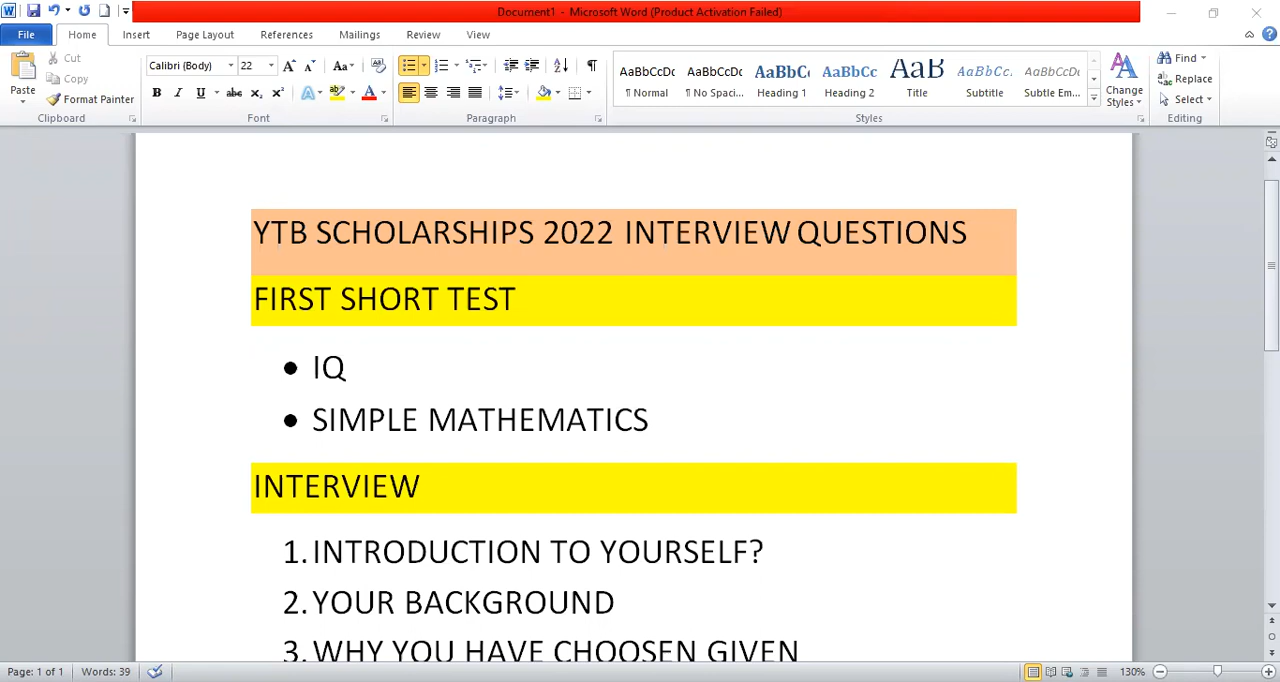 Document1 - Microsoft Word (Product Activation Failed)
File Home Insert Page Layout References Mailings Review View
Paste
Cut
Copy
Format Painter
Clipboard
Calibri (Body) 22
Font
Paragraph
AaBbCcDc AaBbCcDc AaBbC AaBbCc AaB AaBbCc. AaBbCcDc
¶ Normal ¶ No Spaci... Heading 1 Heading 2 Title Subtitle Subtle Em...
Change Styles
Styles
Find
Replace
Select
Editing
YTB SCHOLARSHIPS 2022 INTERVIEW QUESTIONS
FIRST SHORT TEST
• IQ
• SIMPLE MATHEMATICS
INTERVIEW
1. INTRODUCTION TO YOURSELF?
2. YOUR BACKGROUND
3. WHY YOU HAVE CHOOSEN GIVEN
Page: 1 of 1 Words: 39 130%